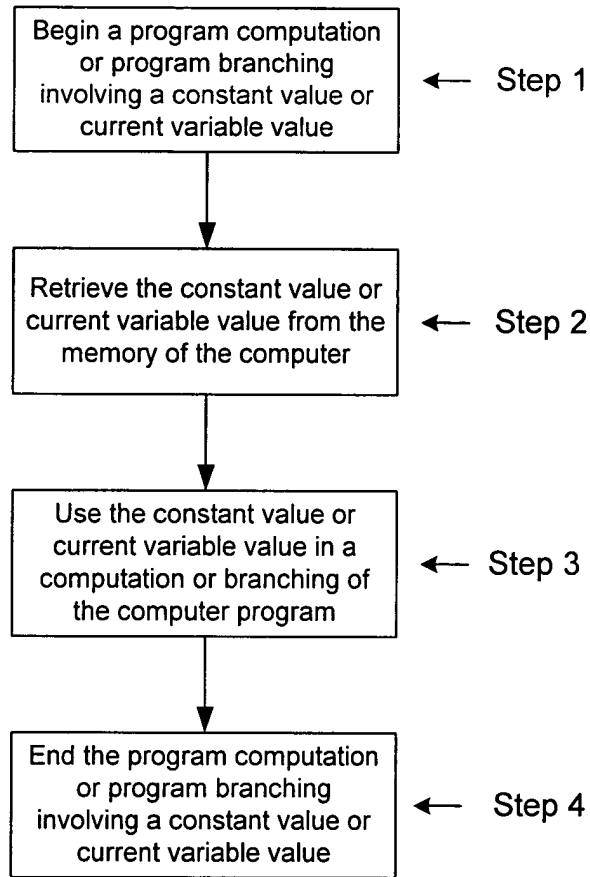 Begin a program computation
or program branching
involving a constant value or
current variable value
Step 1
Retrieve the constant value or
current variable value from the
memory of the computer
Step 2
Use the constant value or
current variable value in a
computation or branching of
the computer program
Step 3
End the program computation
or program branching
involving a constant value or
current variable value
Step 4